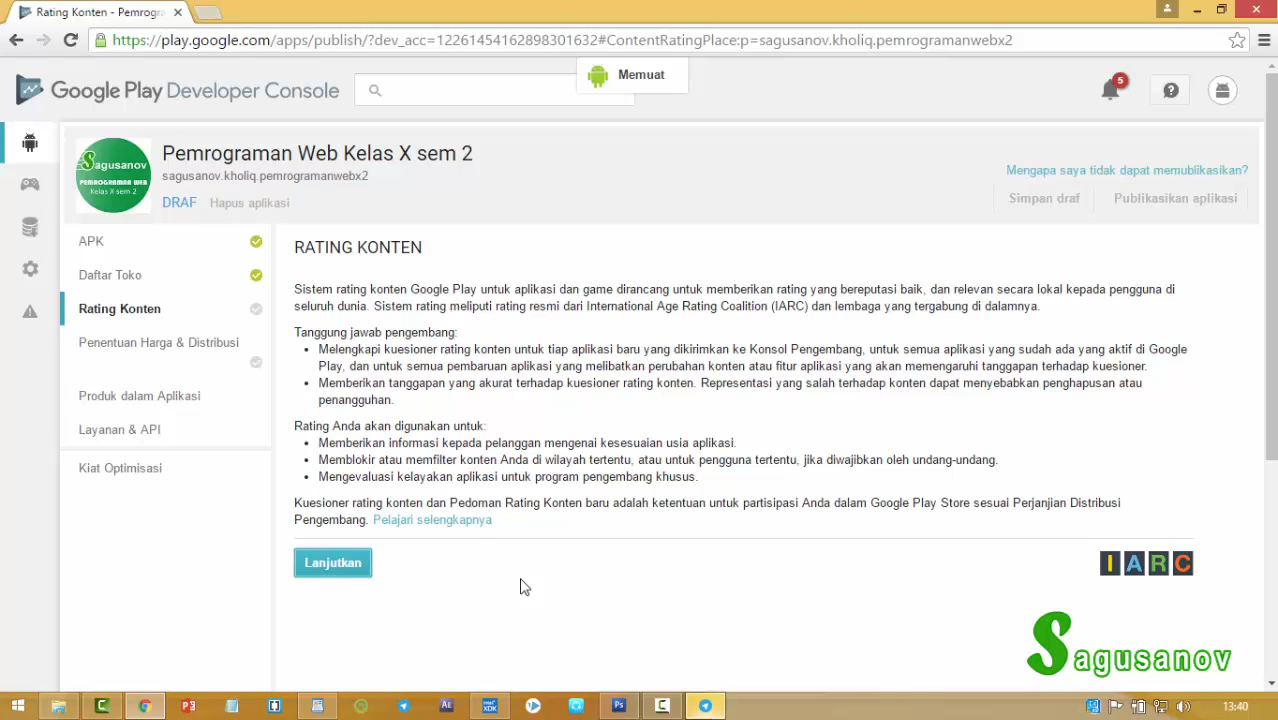 Rating Konten - Pemrogra
https://play.google.com/apps/publish/?dev_acc=12261454162898301632#ContentRatingPlace:p=sagusanov.kholiq.pemrogramanwebx2
Google Play Developer Console
Memuat
5
Sagusanov
PEMROGRAMAN WEB
Kelas X sem 2
Pemrograman Web Kelas X sem 2
sagusanov.kholiq.pemrogramanwebx2
DRAF Hapus aplikasi
Mengapa saya tidak dapat memublikasikan?
Simpan draf Publikasikan aplikasi
APK
Daftar Toko
Rating Konten
Penentuan Harga & Distribusi
Produk dalam Aplikasi
Layanan & API
Kiat Optimisasi
RATING KONTEN
Sistem rating konten Google Play untuk aplikasi dan game dirancang untuk memberikan rating yang bereputasi baik, dan relevan secara lokal kepada pengguna di
seluruh dunia. Sistem rating meliputi rating resmi dari International Age Rating Coalition (IARC) dan lembaga yang tergabung di dalamnya.
Tanggung jawab pengembang:
• Melengkapi kuesioner rating konten untuk tiap aplikasi baru yang dikirimkan ke Konsol Pengembang, untuk semua aplikasi yang sudah ada yang aktif di Google
Play, dan untuk semua pembaruan aplikasi yang melibatkan perubahan konten atau fitur aplikasi yang akan memengaruhi tanggapan terhadap kuesioner.
• Memberikan tanggapan yang akurat terhadap kuesioner rating konten. Representasi yang salah terhadap konten dapat menyebabkan penghapusan atau
penangguhan.
Rating Anda akan digunakan untuk:
• Memberikan informasi kepada pelanggan mengenai kesesuaian usia aplikasi.
• Memblokir atau memfilter konten Anda di wilayah tertentu, atau untuk pengguna tertentu, jika diwajibkan oleh undang-undang.
• Mengevaluasi kelayakan aplikasi untuk program pengembang khusus.
Kuesioner rating konten dan Pedoman Rating Konten baru adalah ketentuan untuk partisipasi Anda dalam Google Play Store sesuai Perjanjian Distribusi
Pengembang. Pelajari selengkapnya
Lanjutkan
IARC
Sagusanov
13:40